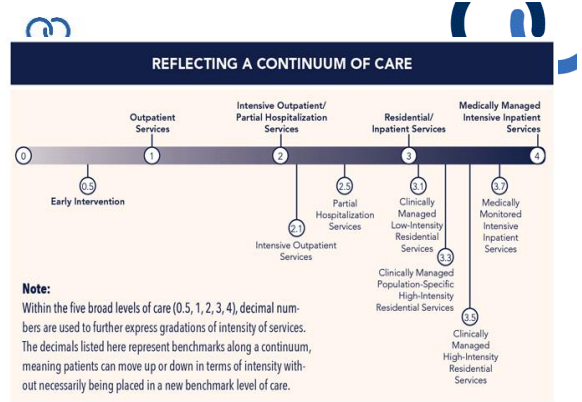 REFLECTING A CONTINUUM OF CARE
Outpatient
Services
Intensive Outpatient/
Partial Hospitalization
Services
Residential/
Inpatient Services
Medically Managed
Intensive Inpatient
Services
0
1
2
3
4
0.5
Early Intervention
2.1
Intensive Outpatient
Services
2.5
Partial
Hospitalization
Services
3.1
Clinically
Managed
Low-Intensity
Residential
Services
3.3
Clinically Managed
Population-Specific
High-Intensity
Residential Services
3.5
Clinically
Managed
High-Intensity
Residential
Services
3.7
Medically
Monitored
Intensive
Inpatient
Services
Note:
Within the five broad levels of care (0.5, 1, 2, 3, 4), decimal num-
bers are used to further express gradations of intensity of services.
The decimals listed here represent benchmarks along a continuum,
meaning patients can move up or down in terms of intensity with-
out necessarily being placed in a new benchmark level of care.